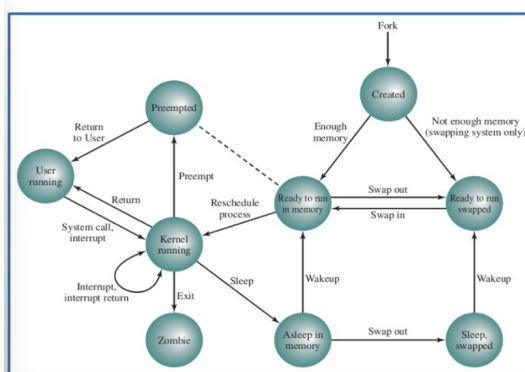 Fork
Created
Preempted
Return
to User
Enough
memory
Not enough memory
(swapping system only)
User
running
Preempt
Return
Reschedule
process
Ready to run
in memory
Swap out
Swap in
Ready to run
swapped
System call,
interrupt
Kernel
running
Interrupt,
interrupt return
Sleep
Wakeup
Wakeup
Exit
Zombie
Asleep in
memory
Swap out
Sleep,
swapped